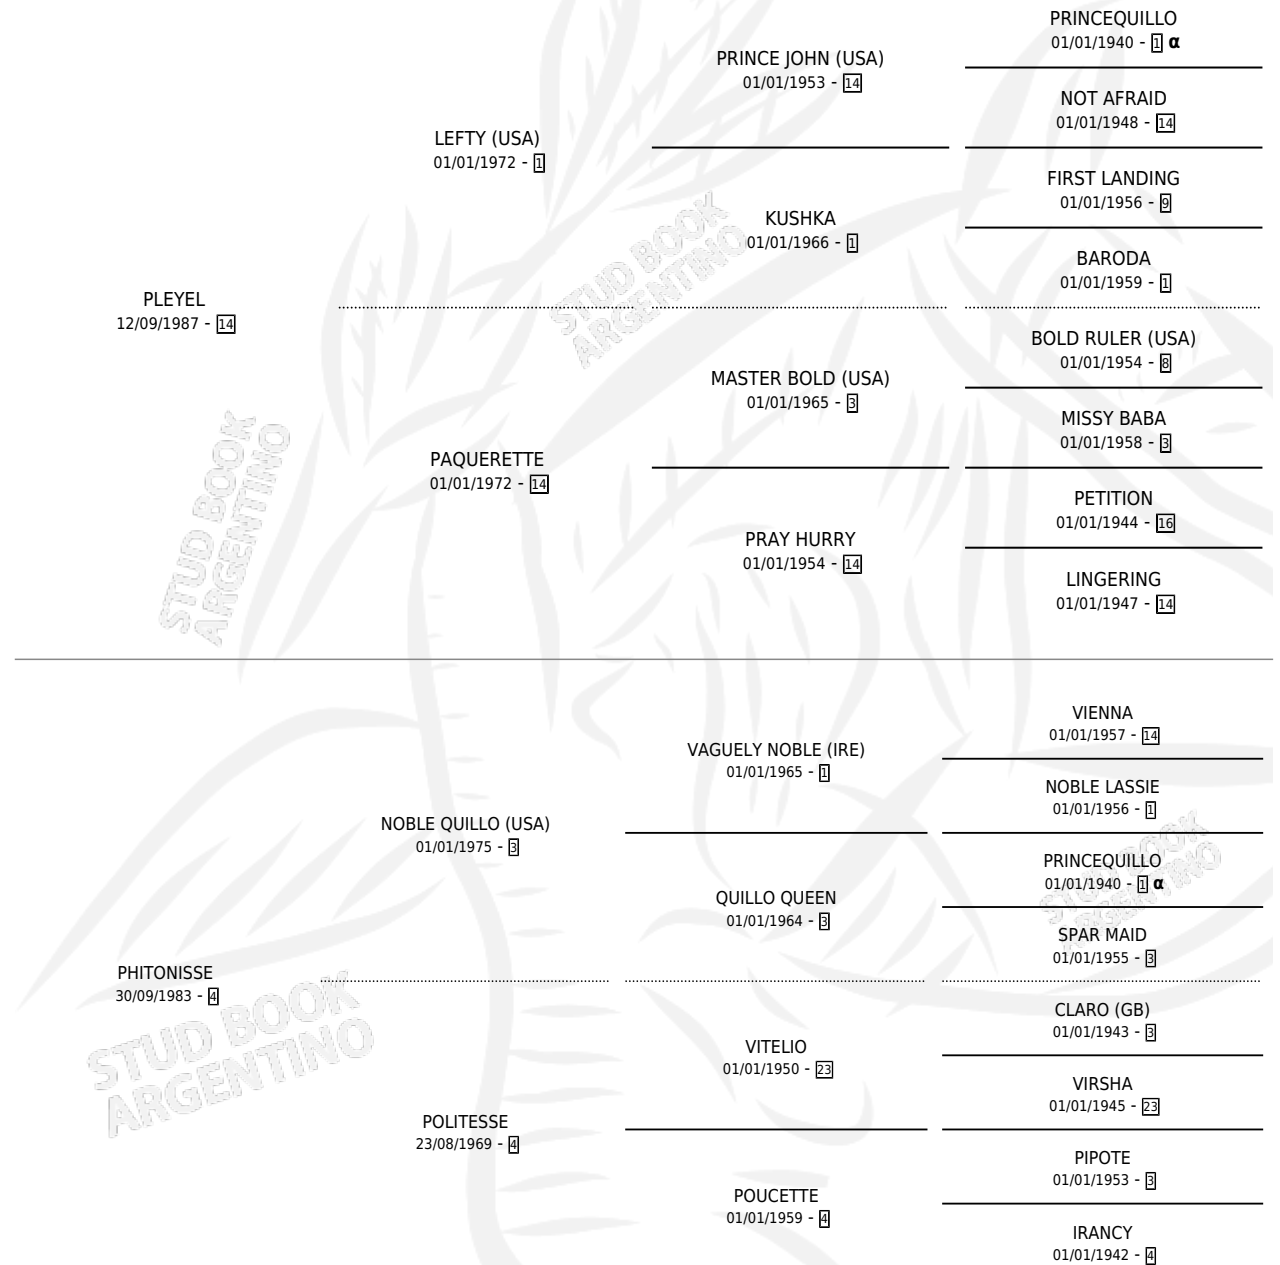 PRINCEQUILLO
01/01/1940 - 1 α
PRINCE JOHN (USA)
01/01/1953 - 14
NOT AFRAID
01/01/1948 - 14
LEFTY (USA)
01/01/1972 - 1
FIRST LANDING
01/01/1956 - 9
KUSHKA
01/01/1966 - 1
BARODA
01/01/1959 - 1
PLEYEL
12/09/1987 - 14
BOLD RULER (USA)
01/01/1954 - 8
MASTER BOLD (USA)
01/01/1965 - 3
MISSY BABA
01/01/1958 - 3
PAQUERETTE
01/01/1972 - 14
PETITION
01/01/1944 - 16
PRAY HURRY
01/01/1954 - 14
LINGERING
01/01/1947 - 14
STUD BOOK
ARGENTINO
STUD BOOK
ARGENTINO
VIENNA
01/01/1957 - 14
VAGUELY NOBLE (IRE)
01/01/1965 - 1
NOBLE LASSIE
01/01/1956 - 1
NOBLE QUILLO (USA)
01/01/1975 - 3
PRINCEQUILLO
01/01/1940 - 1 α
QUILLO QUEEN
01/01/1964 - 3
SPAR MAID
01/01/1955 - 3
PHITONISSE
30/09/1983 - 4
CLARO (GB)
01/01/1943 - 3
VITELIO
01/01/1950 - 23
VIRSHA
01/01/1945 - 23
POLITESSE
23/08/1969 - 4
PIPOTE
01/01/1953 - 3
POUCETTE
01/01/1959 - 4
IRANCY
01/01/1942 - 4
STUD BOOK
ARGENTINO
STUD BOOK
ARGENTINO